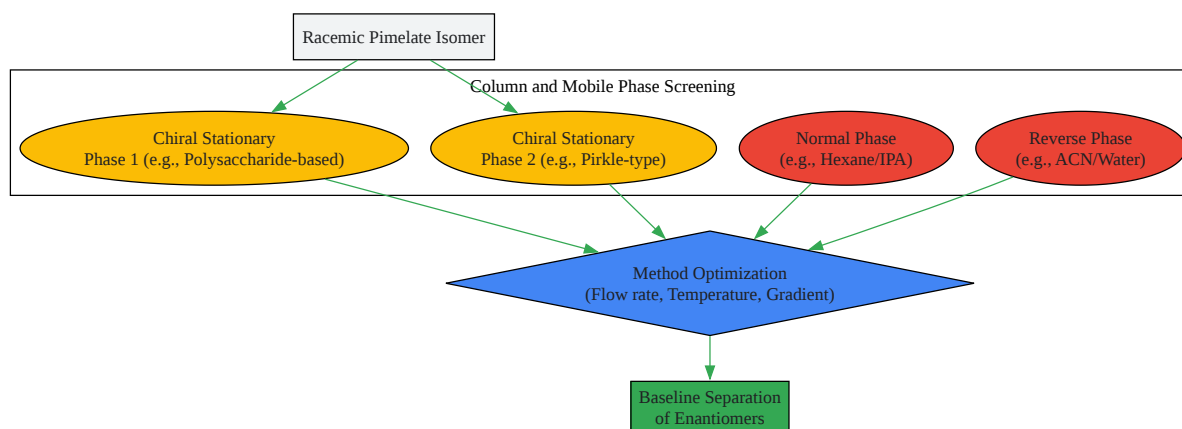 Racemic Pimelate Isomer
Column and Mobile Phase Screening
Chiral Stationary
Phase 1 (e.g., Polysaccharide-based)
Chiral Stationary
Phase 2 (e.g., Pirkle-type)
Normal Phase
(e.g., Hexane/IPA)
Reverse Phase
(e.g., ACN/Water)
Method Optimization
(Flow rate, Temperature, Gradient)
Baseline Separation
of Enantiomers